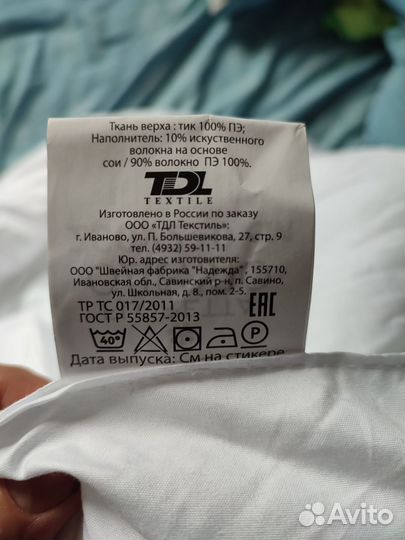 Ткань верха : тик 100% ПЭ;
Наполнитель: 10% искуственого
волокна на основе
сои / 90% волокно ПЭ 100%.
TDL
TEXTILE
Изготовлено в России по заказу
ООО «ТДЛ Текстиль»:
г. Иваново, ул. П. Большевикова, 27, стр. 9
тел. (4932) 59-11-11
Юр. адрес изготовителя:
ООО "Швейная фабрика "Надежда" , 155710,
Ивановская обл, Савинский р-н, п. Савино,
ул. Школьная, д.8., пом. 2-5.
ТР ТС 017/2011
ГОСТ Р 55857-2013
EAC
40°
P
Дата выпуска: См на стикере
Avito